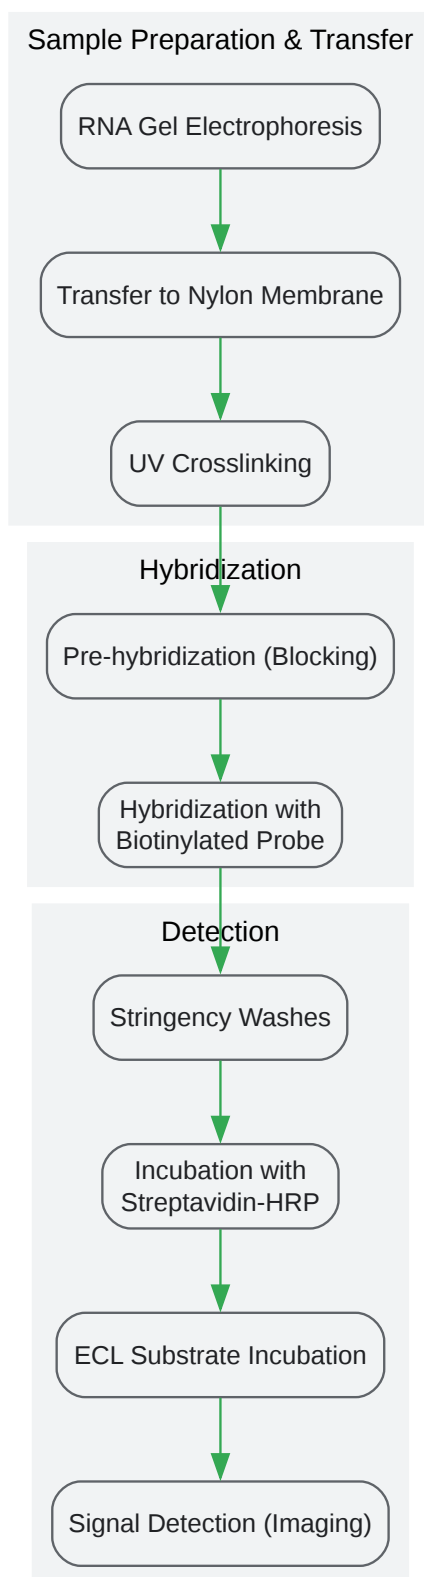 Sample Preparation & Transfer
RNA Gel Electrophoresis
Transfer to Nylon Membrane
UV Crosslinking
Hybridization
Pre-hybridization (Blocking)
Hybridization with
Biotinylated Probe
Detection
Stringency Washes
Incubation with
Streptavidin-HRP
ECL Substrate Incubation
Signal Detection (Imaging)